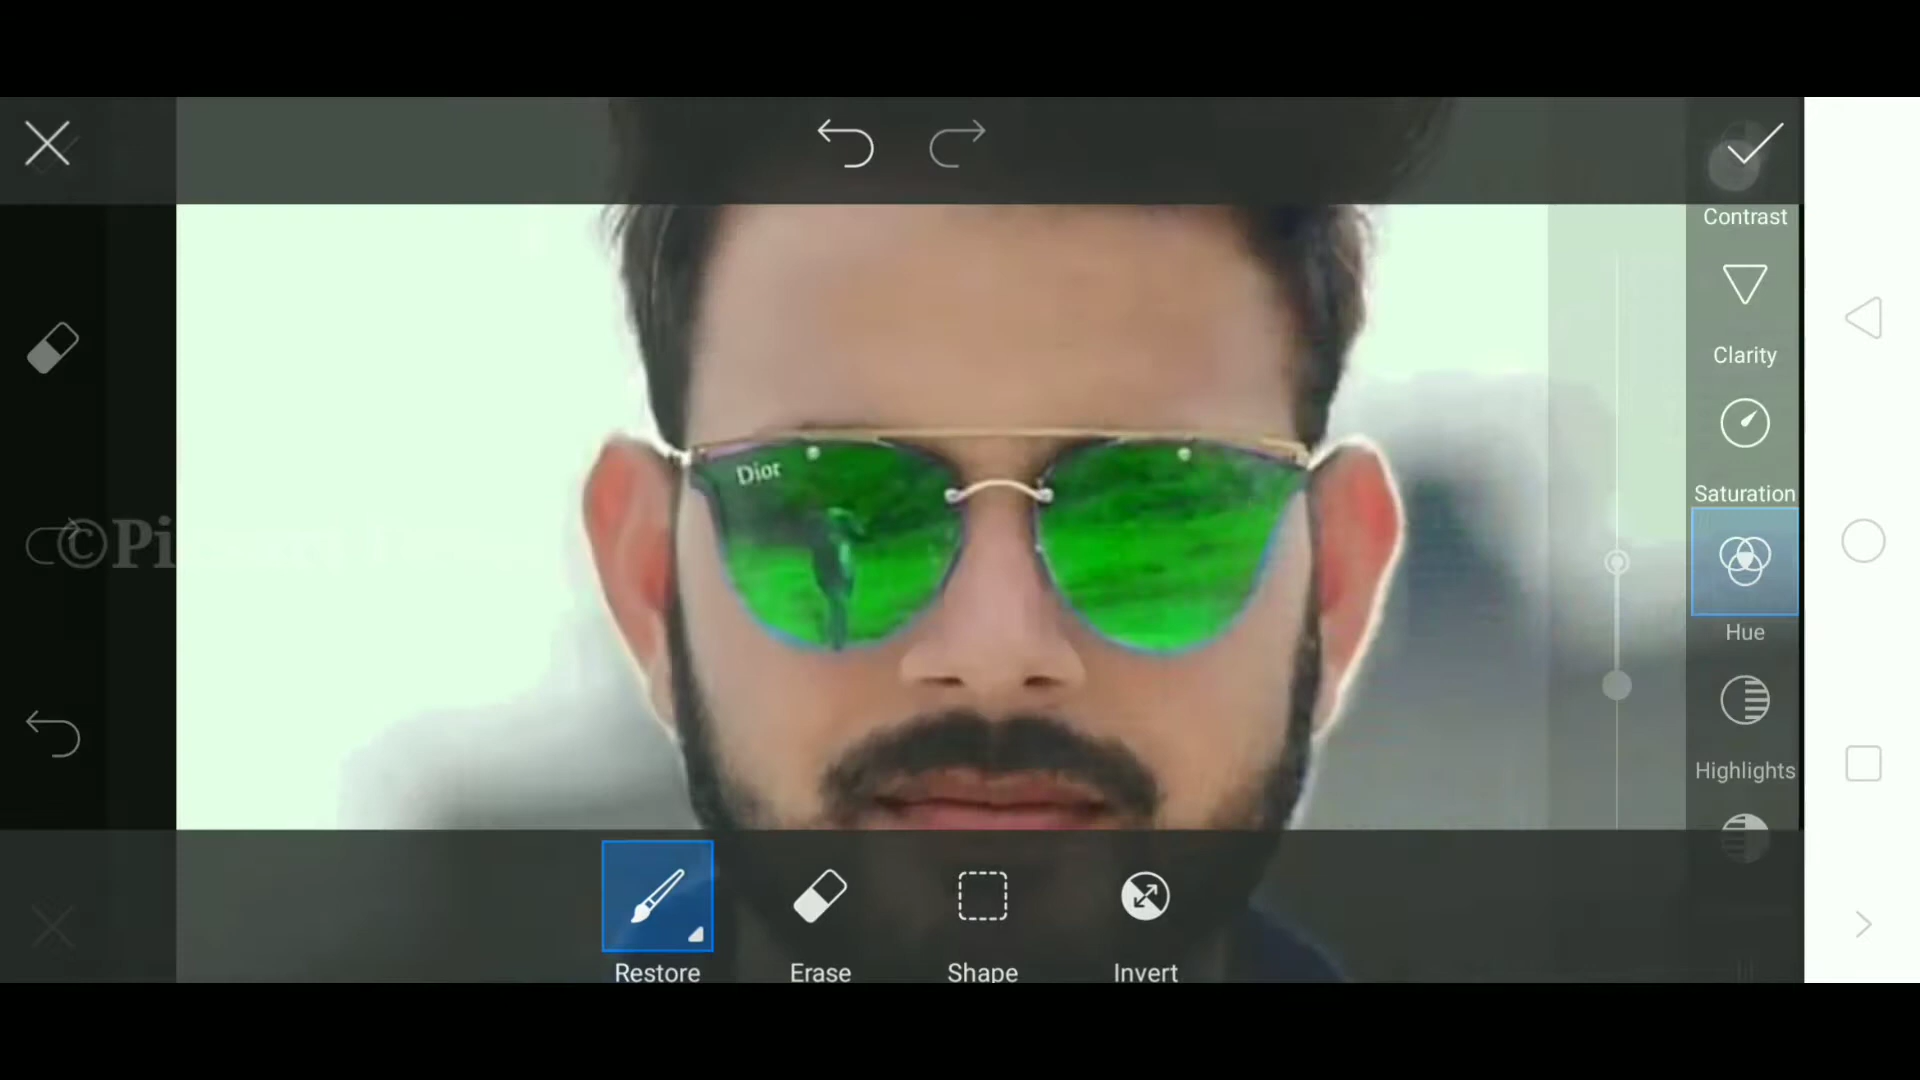 Contrast
Clarity
Saturation
Hue
Highlights
Dior
Restore
Erase
Shape
Invert